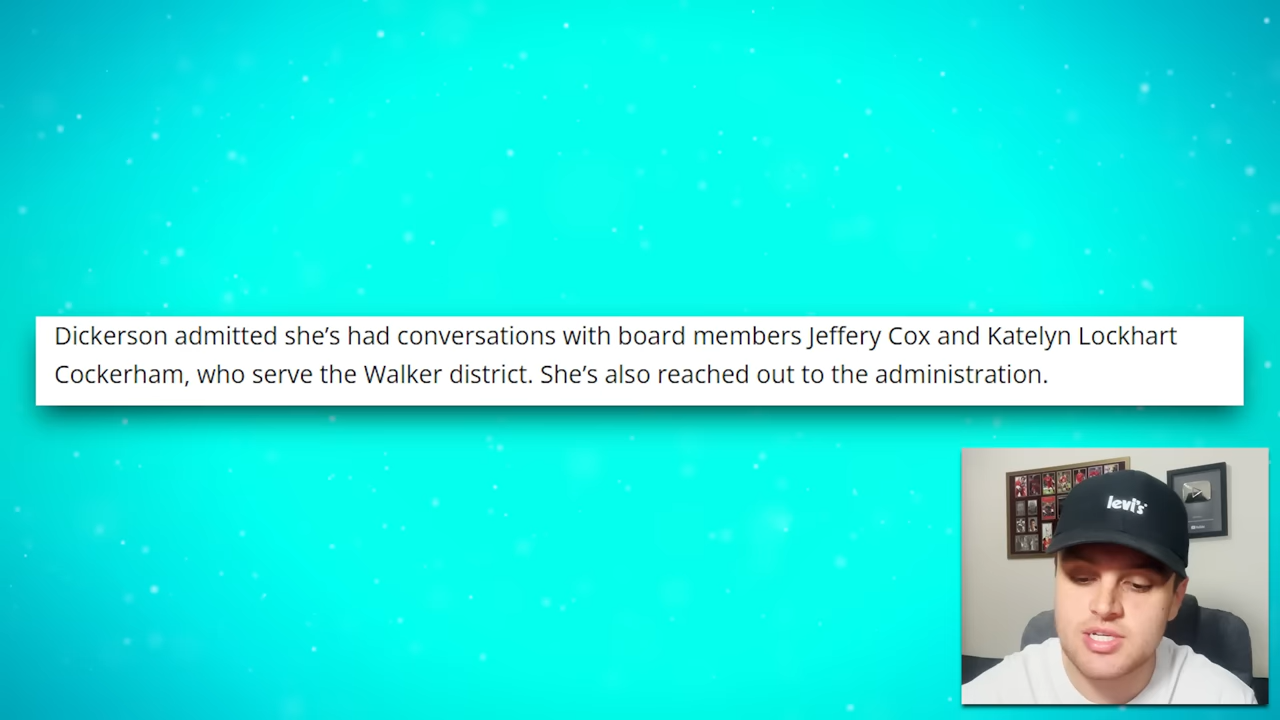 Dickerson admitted she’s had conversations with board members Jeffery Cox and Katelyn Lockhart
Cockerham, who serve the Walker district. She’s also reached out to the administration.
levi's